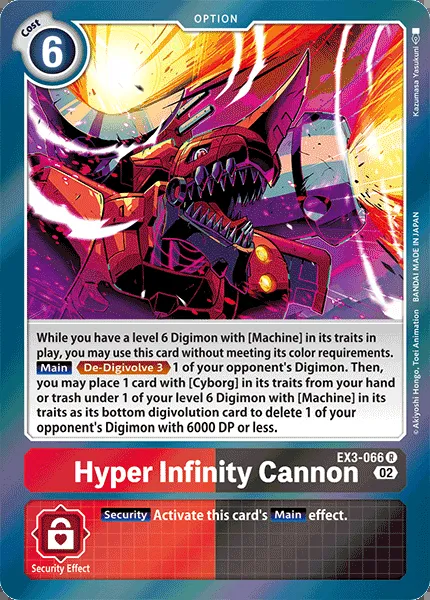 OPTION
Cost
6
Kazumasa Yasukuni
©Akiyoshi Hongo, Toei Animation BANDAI MADE IN JAPAN
While you have a level 6 Digimon with [Machine] in its traits in
play, you may use this card without meeting its color requirements.
Main De-Digivolve 3 1 of your opponent's Digimon. Then,
you may place 1 card with [Cyborg] in its traits from your hand
or trash under 1 of your level 6 Digimon with [Machine] in its
traits as its bottom digivolution card to delete 1 of your
opponent's Digimon with 6000 DP or less.
EX3-066 R
Hyper Infinity Cannon
02
Security Activate this card's Main effect.
Security Effect